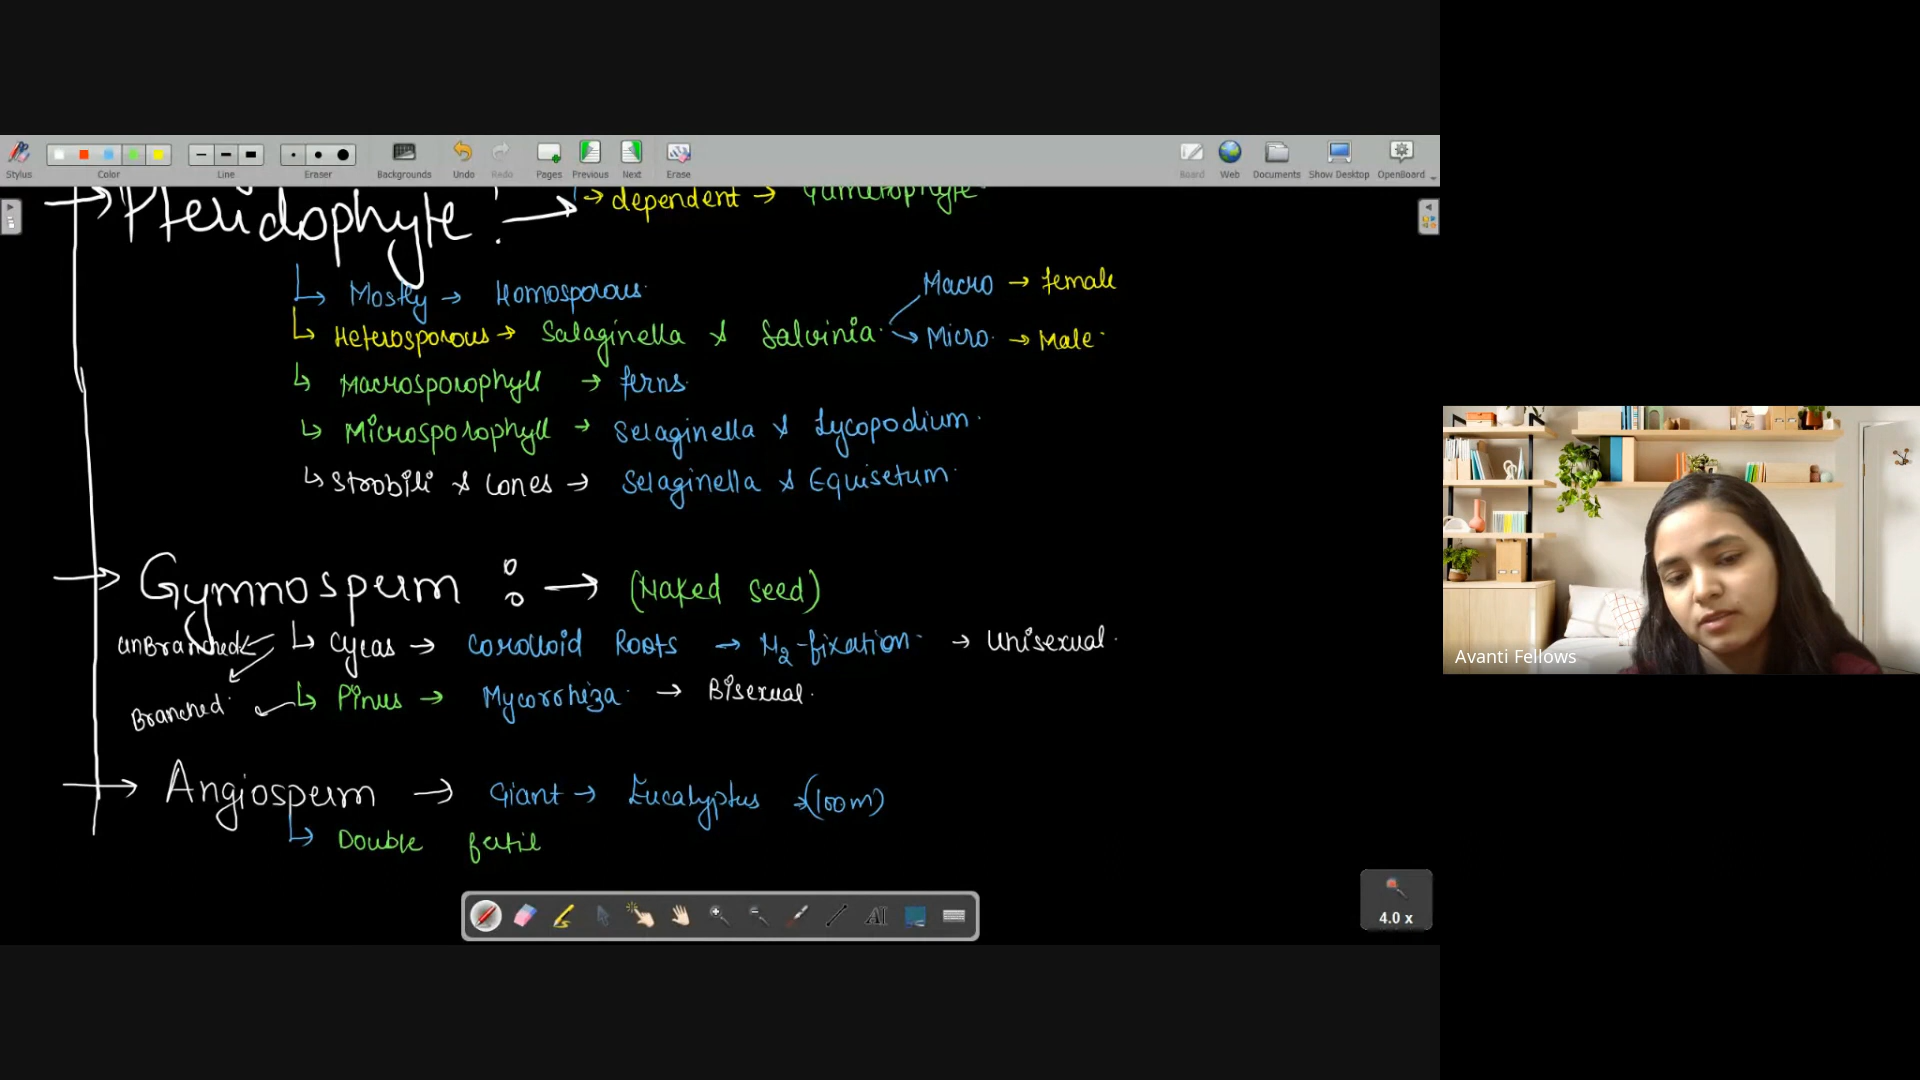 Stylus Color Line Eraser Backgrounds Undo Redo Pages Previous Next Erase Board Web Documents Show Desktop OpenBoard
→ Pteridophyte : → → dependent → Gametophyte
↳ Mostly → Homosporous
Macro → female
↳ Heterosporous → Salaginella & Salvinia → Micro → Male
↳ Macrosporophyll → ferns
↳ Microsporophyll → Selaginella & Lycopodium
↳ Strobili & Cones → Selaginella & Equisetum
→ Gymnosperm : → (Naked seed)
unBranched ↳ Cycas → Corolloid Roots → N2-fixation → Unisexual
Branched ↳ Pinus → Mycorrhiza → Bisexual
→ Angiosperm → Giant → Eucalyptus → (100m)
↳ Double fertil
Avanti Fellows
4.0 x